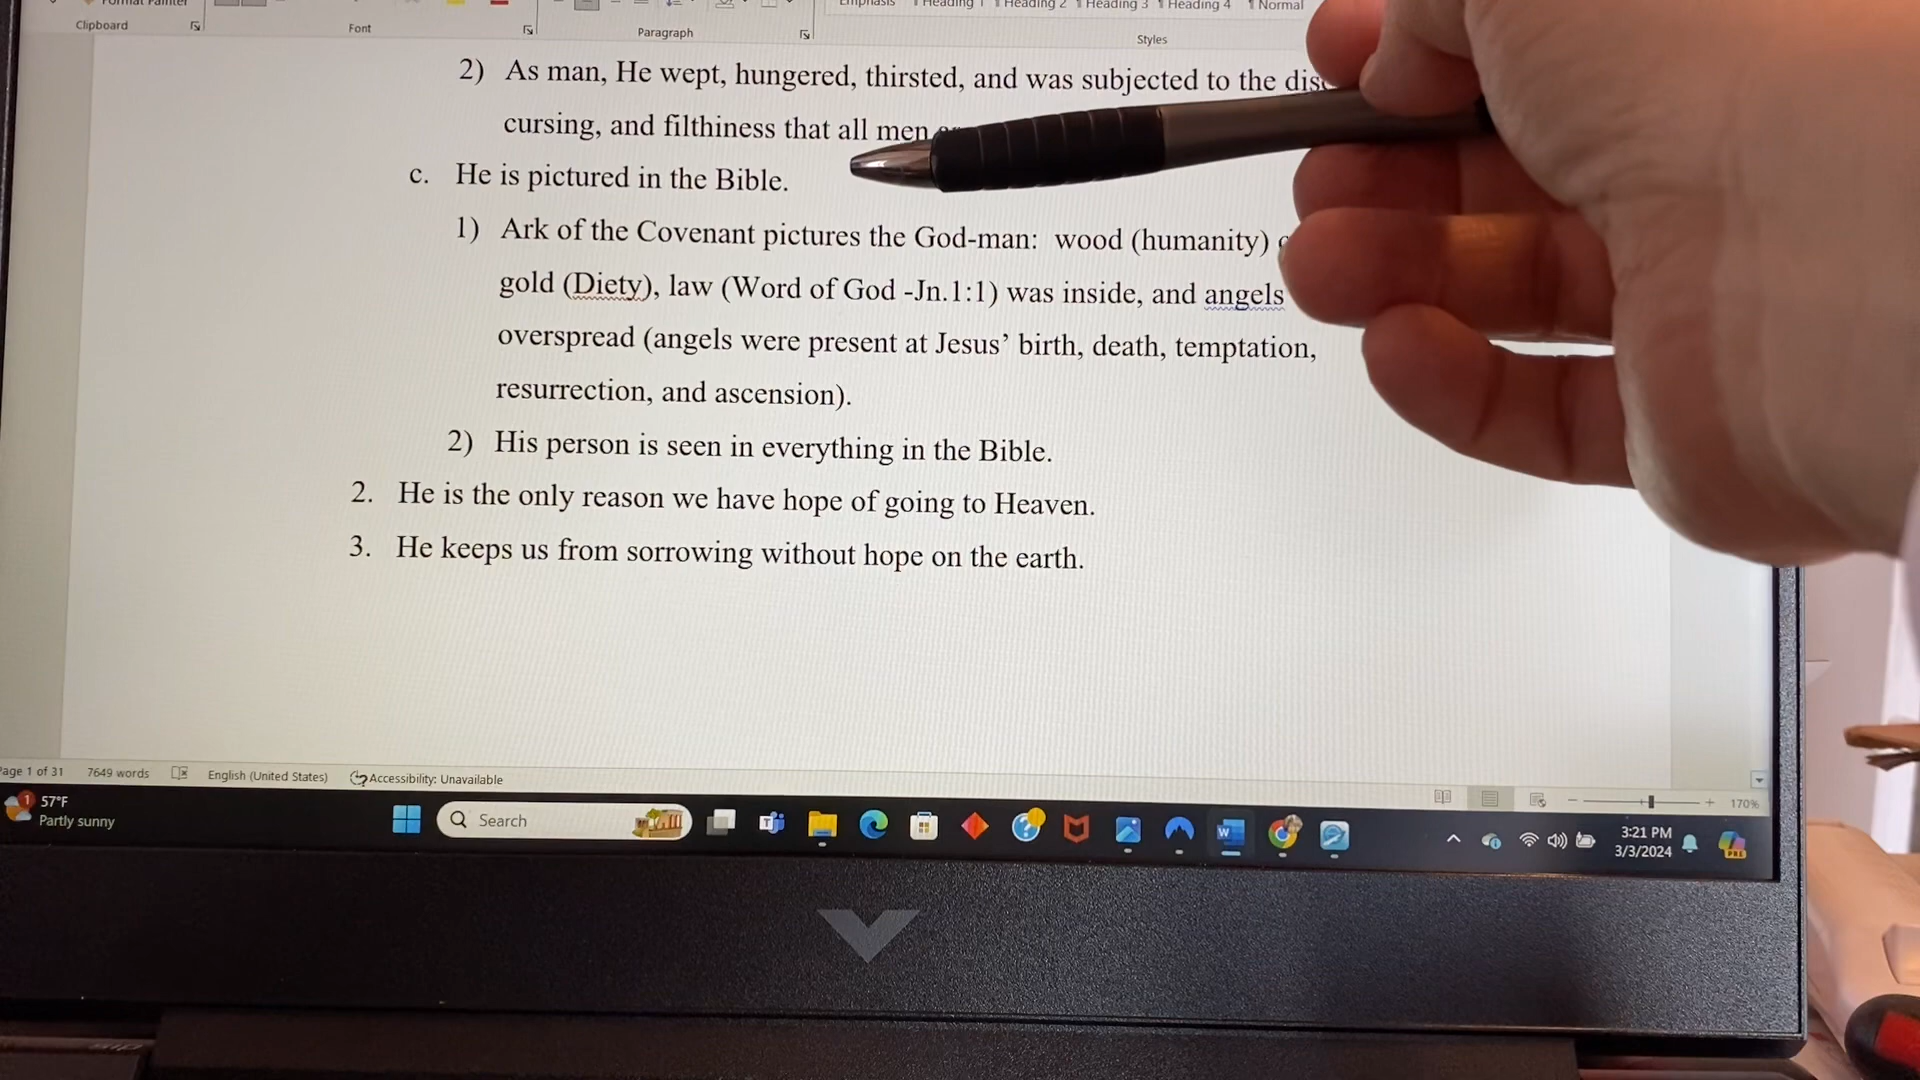 Format Painter
Emphasis ¶ Heading 1 ¶ Heading 2 ¶ Heading 3 ¶ Heading 4 ¶ Normal
Clipboard Font Paragraph Styles
2) As man, He wept, hungered, thirsted, and was subjected to the
cursing, and filthiness that all men
c. He is pictured in the Bible.
1) Ark of the Covenant pictures the God-man: wood (humanity)
gold (Diety), law (Word of God -Jn.1:1) was inside, and angels
overspread (angels were present at Jesus’ birth, death, temptation,
resurrection, and ascension).
2) His person is seen in everything in the Bible.
2. He is the only reason we have hope of going to Heaven.
3. He keeps us from sorrowing without hope on the earth.
Page 1 of 31 7649 words English (United States) Accessibility: Unavailable 170%
1 57°F
Partly sunny
Search
3:21 PM
3/3/2024